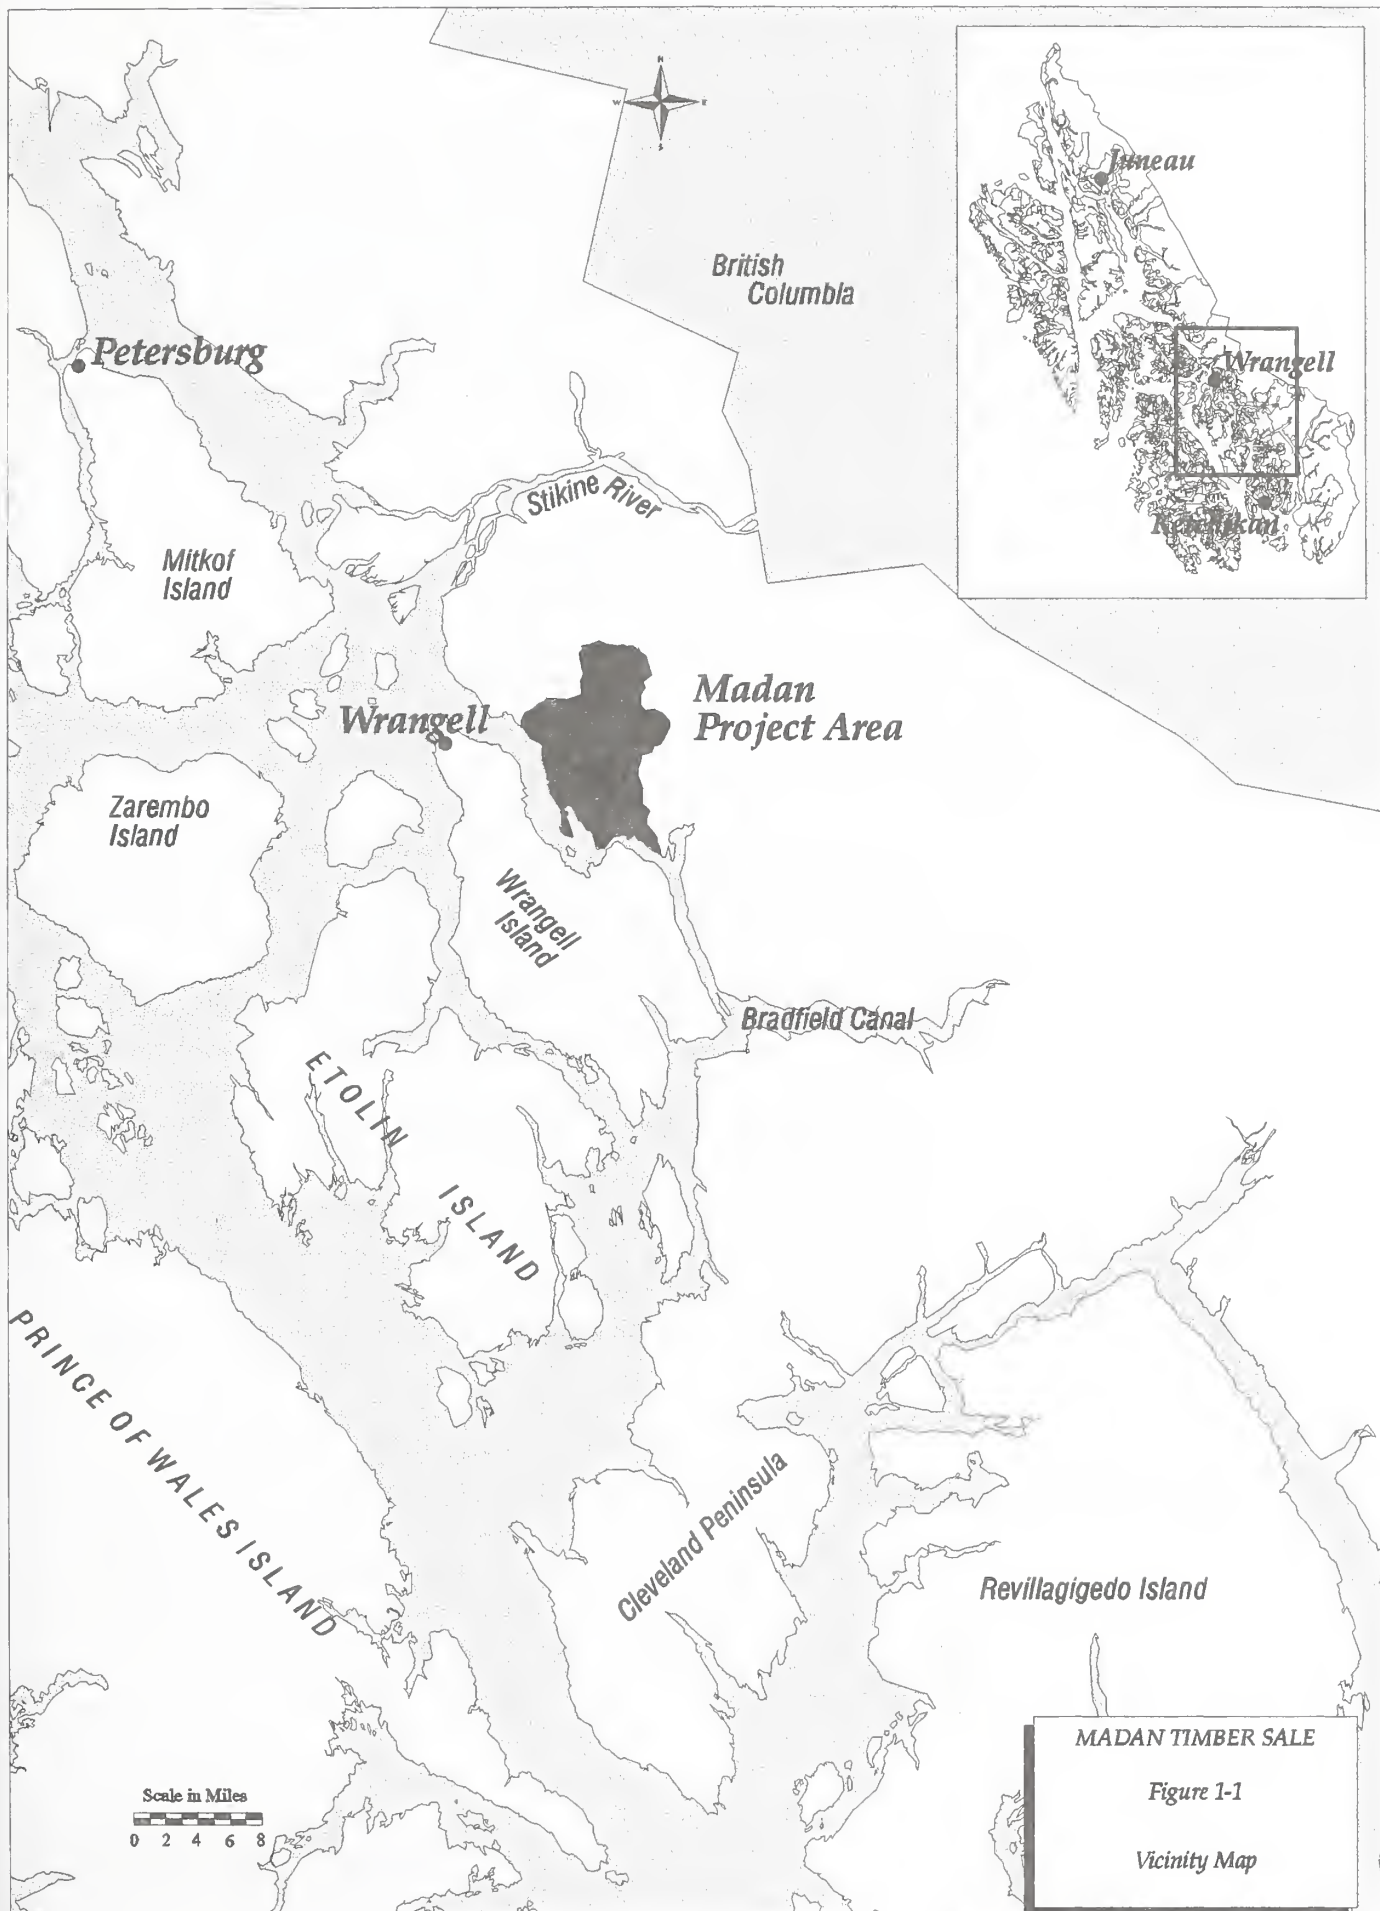 N
W E
S
Juneau
British
Columbla
Petersburg
Wrangell
Stikine River
Ketchikan
Mitkof
Island
Madan
Project Area
Wrangell
Zarembo
Island
Wrangell
Island
Bradfield Canal
ETOLIN
ISLAND
PRINCE OF WALES ISLAND
Cleveland Peninsula
Revillagigedo Island
MADAN TIMBER SALE
Figure 1-1
Vicinity Map
Scale in Miles
0 2 4 6 8